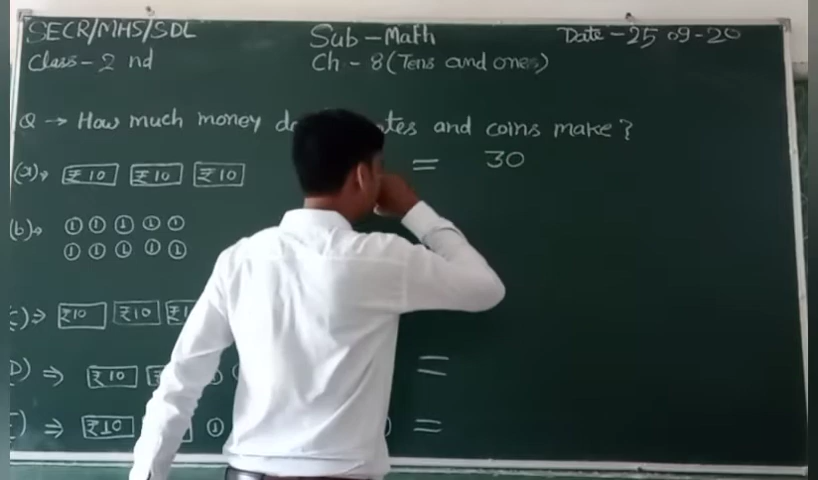 SECR/MHS/SDL Sub - Math Date - 25 09 - 20
Class - 2 nd Ch - 8 (Tens and ones)
Q → How much money and coins make?
(a) → ₹10 ₹10 ₹10 = 30
(b) → 1 1 1 1 1
1 1 1 1 1
⇒ ₹10 ₹10
D) ⇒ ₹10 =
⇒ ₹10 1 =